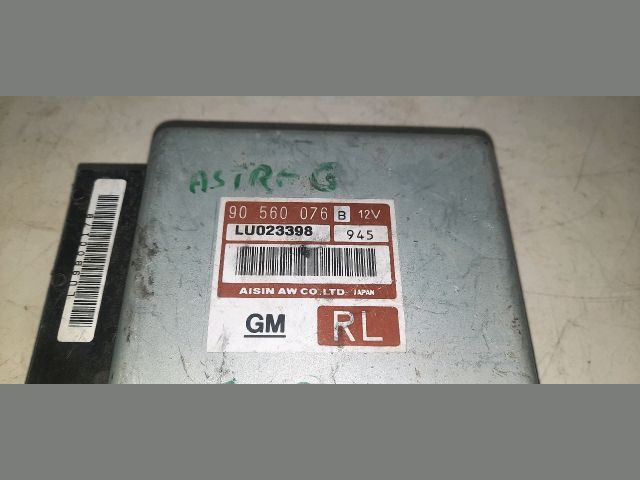 ASTRA-G
90 560 076 B 12V
LU023398 945
AISIN AW CO.,LTD. JAPAN
GM RL